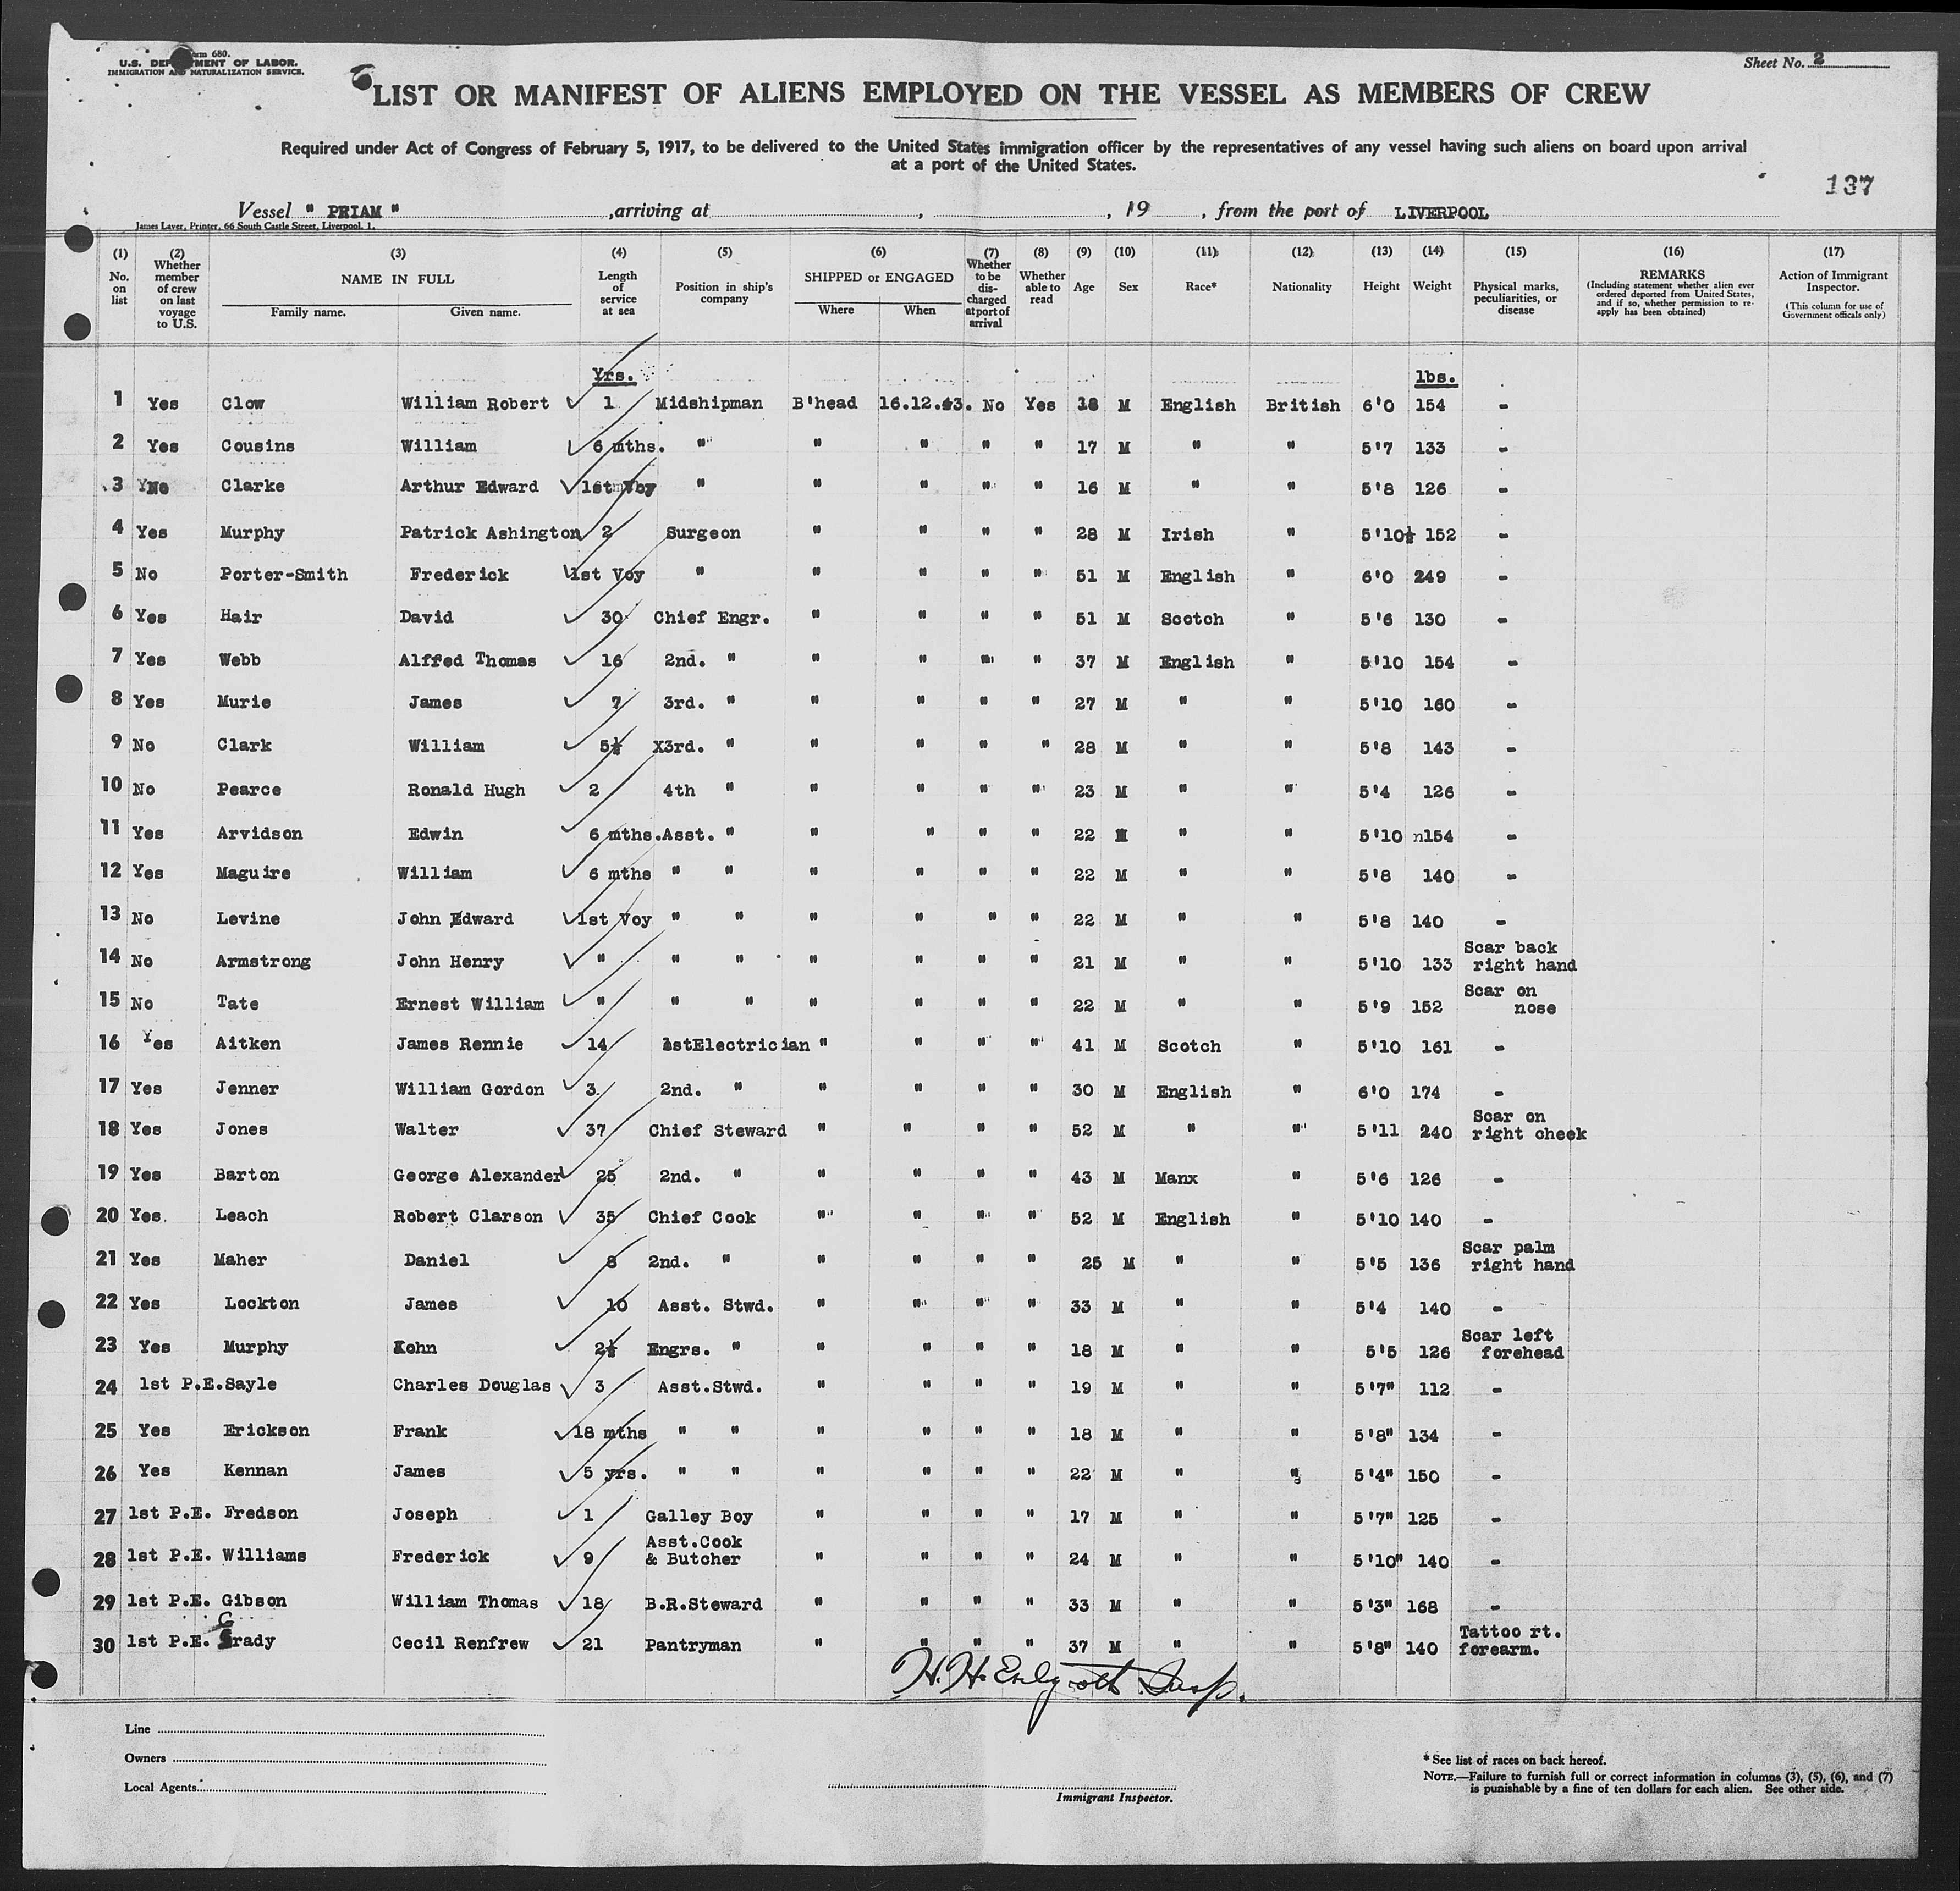 Form 680.
U.S. DEPARTMENT OF LABOR.
IMMIGRATION AND NATURALIZATION SERVICE.
Sheet No. 2
LIST OR MANIFEST OF ALIENS EMPLOYED ON THE VESSEL AS MEMBERS OF CREW
Required under Act of Congress of February 5, 1917, to be delivered to the United States immigration officer by the representatives of any vessel having such aliens on board upon arrival
at a port of the United States.
137
Vessel " PRIAM " , arriving at , , 19 , from the port of LIVERPOOL
James Laver, Printer, 66 South Castle Street, Liverpool. 1.
(1) No. on list (2) Whether member of crew on last voyage to U.S. (3) NAME IN FULL Family name. Given name. (4) Length of service at sea (5) Position in ship's company (6) SHIPPED or ENGAGED Where When (7) Whether to be discharged at port of arrival (8) Whether able to read (9) Age (10) Sex (11) Race* (12) Nationality (13) Height (14) Weight (15) Physical marks, peculiarities, or disease (16) REMARKS (Including statement whether alien ever ordered deported from United States, and if so, whether permission to re-apply has been obtained) (17) Action of Immigrant Inspector. (This column for use of Government officals only)
Yrs. lbs.
1 Yes Clow William Robert 1 Midshipman B'head 16.12.43. No Yes 18 M English British 6'0 154 -
2 Yes Cousins William 6 mths. " " " " " 17 M " " 5'7 133 -
3 No Clarke Arthur Edward 1st Voy " " " " " 16 M " " 5'8 126 -
4 Yes Murphy Patrick Ashington 2 Surgeon " " " " 28 M Irish " 5'10½ 152 -
5 No Porter-Smith Frederick 1st Voy " " " " " 51 M English " 6'0 249 -
6 Yes Hair David 30 Chief Engr. " " " " 51 M Scotch " 5'6 130 -
7 Yes Webb Alfred Thomas 16 2nd. " " " " " 37 M English " 5'10 154 -
8 Yes Murie James 7 3rd. " " " " " 27 M " " 5'10 160 -
9 No Clark William 5½ X3rd. " " " " " 28 M " " 5'8 143 -
10 No Pearce Ronald Hugh 2 4th " " " " " 23 M " " 5'4 126 -
11 Yes Arvidson Edwin 6 mths. Asst. " " " " " 22 M " " 5'10 n154 -
12 Yes Maguire William 6 mths " " " " " " 22 M " " 5'8 140 -
13 No Levine John Edward 1st Voy " " " " " " 22 M " " 5'8 140 -
14 No Armstrong John Henry " " " " " " " 21 M " " 5'10 133 Scar back right hand
15 No Tate Ernest William " " " " " " " 22 M " " 5'9 152 Scar on nose
16 Yes Aitken James Rennie 14 1stElectrician " " " " 41 M Scotch " 5'10 161 -
17 Yes Jenner William Gordon 3 2nd. " " " " " 30 M English " 6'0 174 -
18 Yes Jones Walter 37 Chief Steward " " " " 52 M " " 5'11 240 Scar on right cheek
19 Yes Barton George Alexander 25 2nd. " " " " " 43 M Manx " 5'6 126 -
20 Yes. Leach Robert Clarson 35 Chief Cook " " " " 52 M English " 5'10 140 -
21 Yes Maher Daniel 8 2nd. " " " " " 25 M " " 5'5 136 Scar palm right hand
22 Yes Lockton James 10 Asst. Stwd. " " " " 33 M " " 5'4 140 -
23 Yes Murphy John 2½ Engrs. " " " " " 18 M " " 5'5 126 Scar left forehead
24 1st P.E. Sayle Charles Douglas 3 Asst.Stwd. " " " " 19 M " " 5'7" 112 -
25 Yes Erickson Frank 18 mths " " " " " " 18 M " " 5'8" 134 -
26 Yes Kennan James 5 yrs. " " " " " " 22 M " " 5'4" 150 -
27 1st P.E. Fredson Joseph 1 Galley Boy " " " " 17 M " " 5'7" 125 -
28 1st P.E. Williams Frederick 9 Asst.Cook & Butcher " " " " 24 M " " 5'10" 140 -
29 1st P.E. Gibson William Thomas 18 B.R.Steward " " " " 33 M " " 5'3" 168 -
30 1st P.E. Grady Cecil Renfrew 21 Pantryman " " " " 37 M " " 5'8" 140 Tattoo rt. forearm.
Line
Owners
Local Agents
Immigrant Inspector.
* See list of races on back hereof.
NOTE.—Failure to furnish full or correct information in columns (3), (5), (6), and (7)
is punishable by a fine of ten dollars for each alien. See other side.